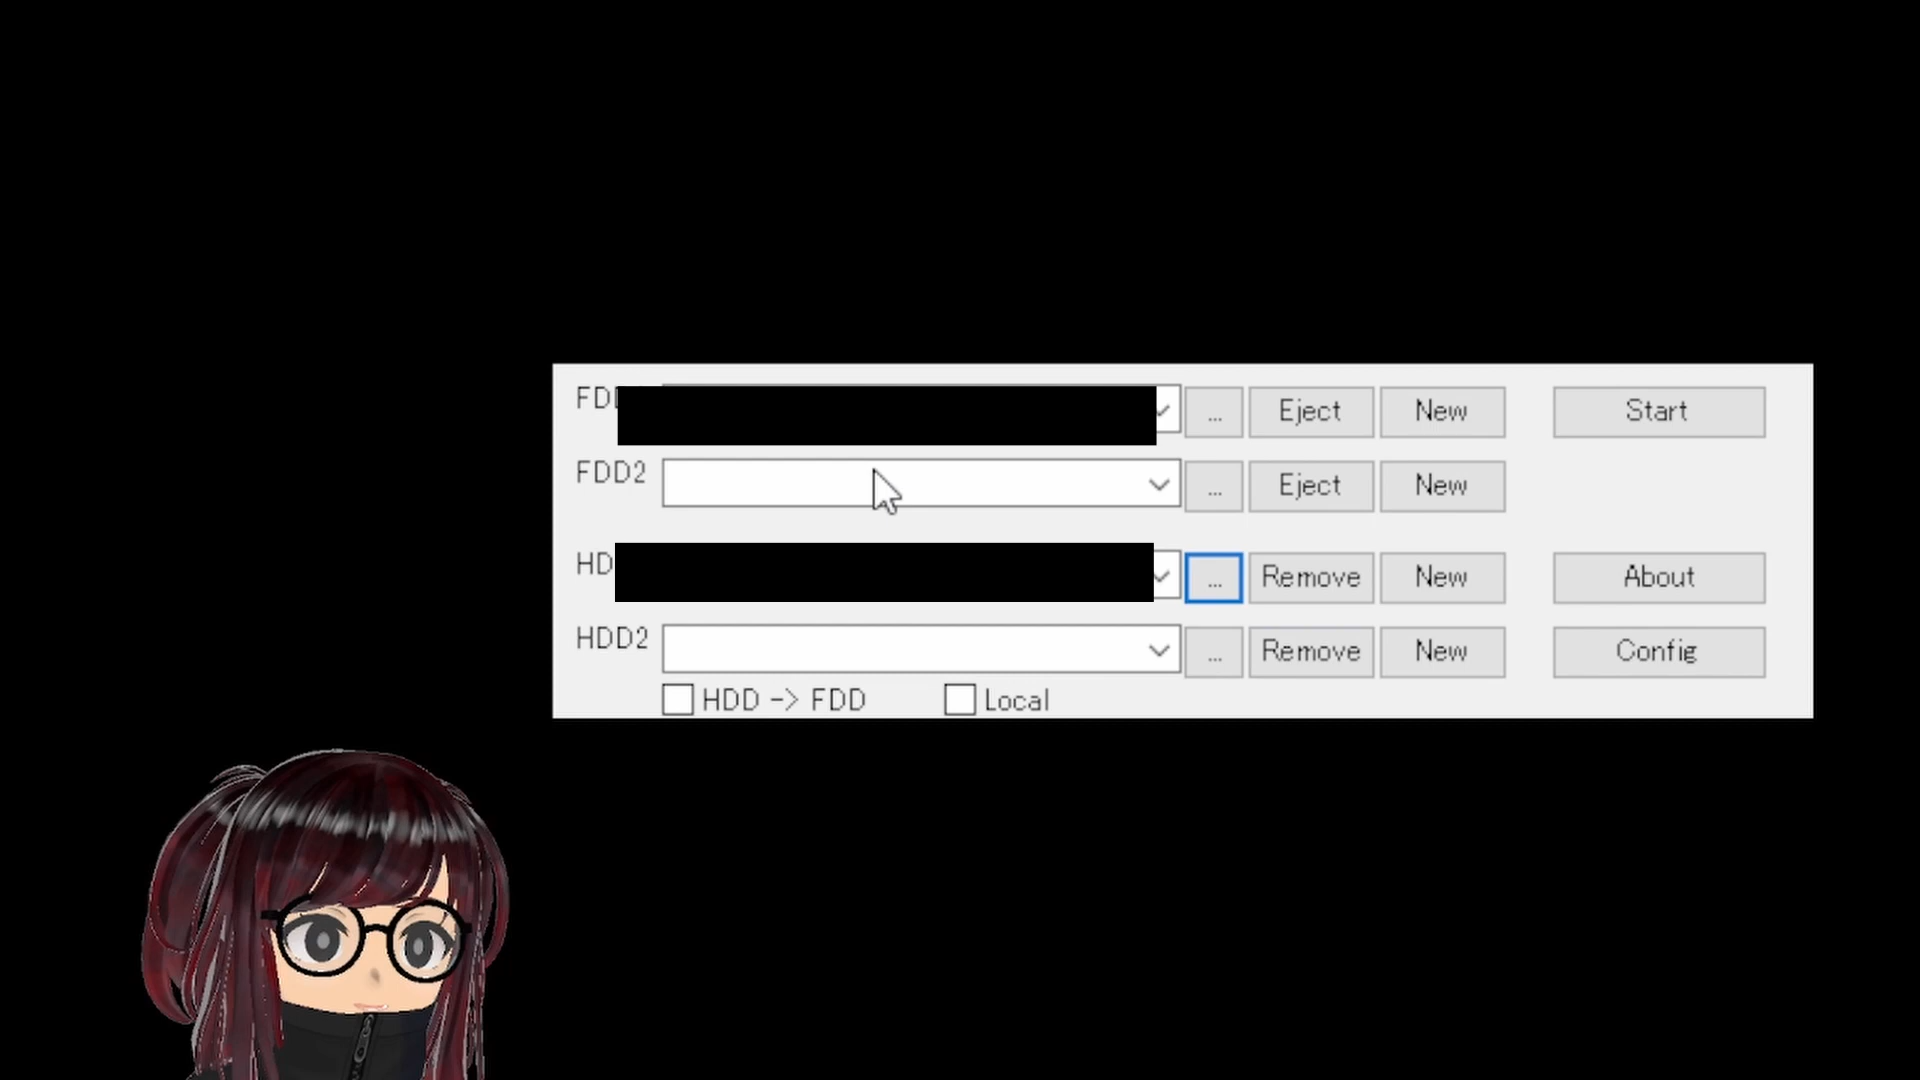 FD ... Eject New Start
FDD2 ... Eject New
HD ... Remove New About
HDD2 ... Remove New Config
HDD -> FDD Local